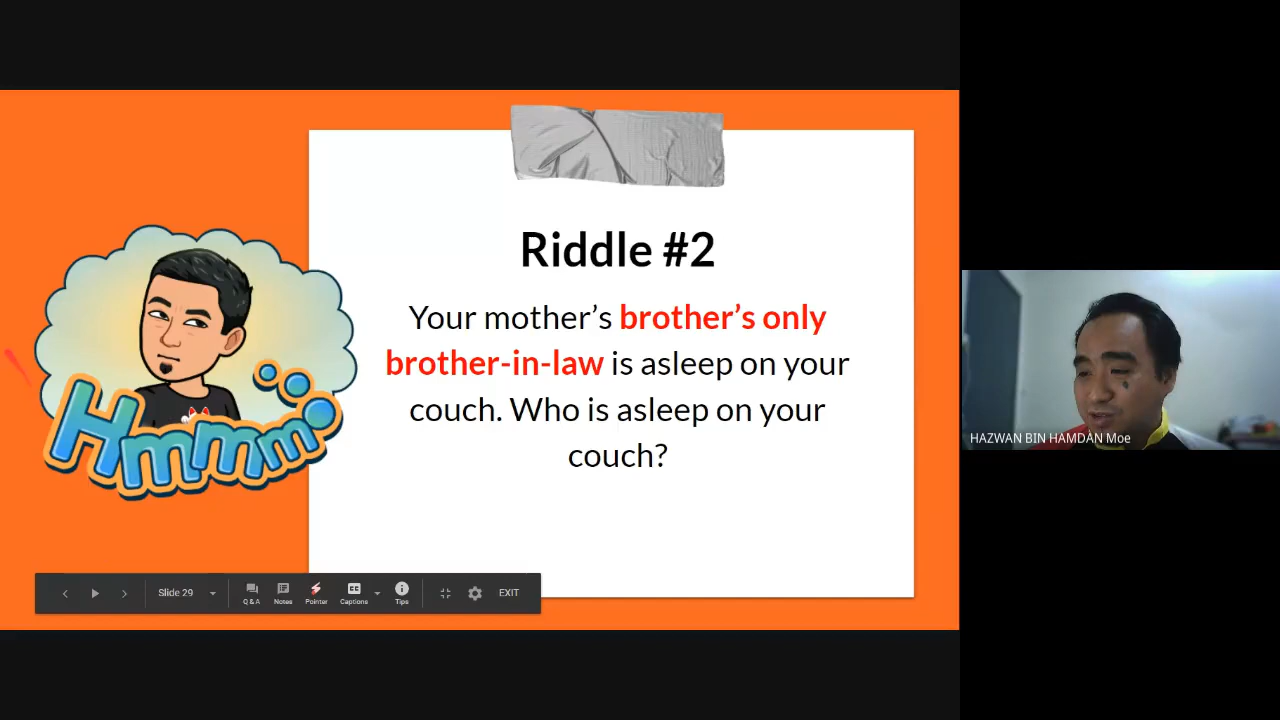 Riddle #2
Your mother’s brother’s only
brother-in-law is asleep on your
couch. Who is asleep on your
couch?
Hmmm
HAZWAN BIN HAMDAN Moe
Slide 29
Q & A
Notes
Pointer
CC
Captions
Tips
EXIT